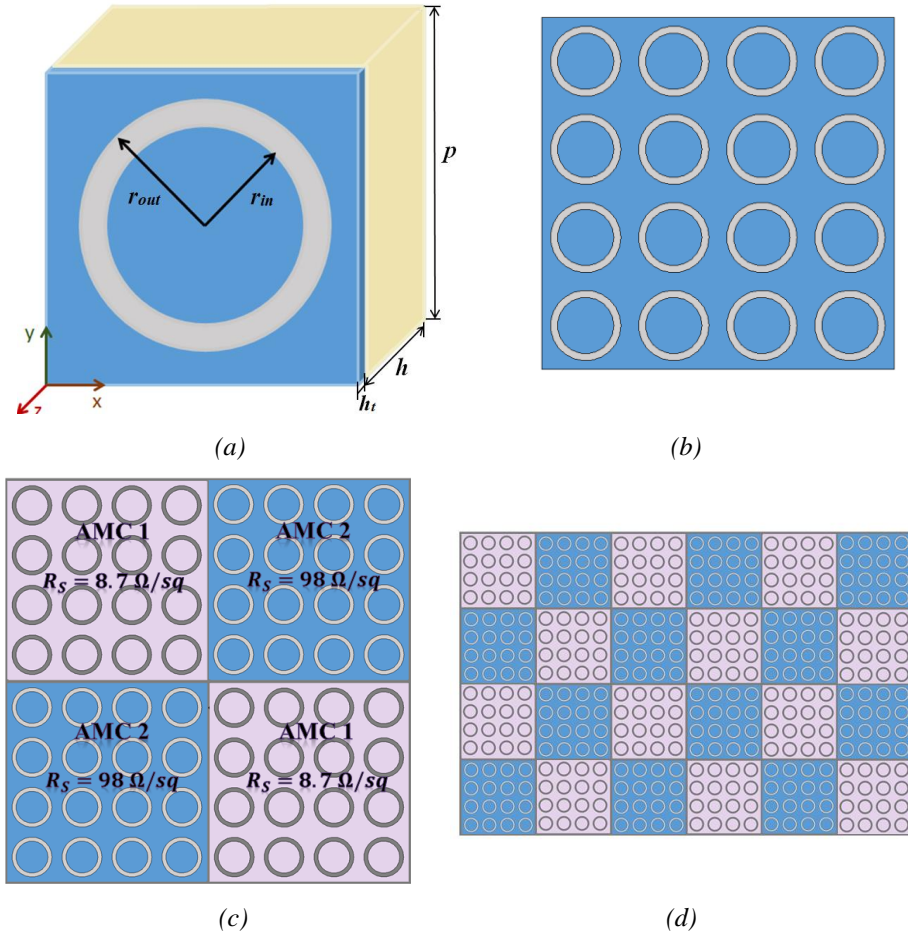 r_out
r_in
p
h
h_t
y
x
z
(a)
(b)
AMC 1
R_S = 8.7 Ω/sq
AMC 2
R_S = 98 Ω/sq
AMC 2
R_S = 98 Ω/sq
AMC 1
R_S = 8.7 Ω/sq
(c)
(d)